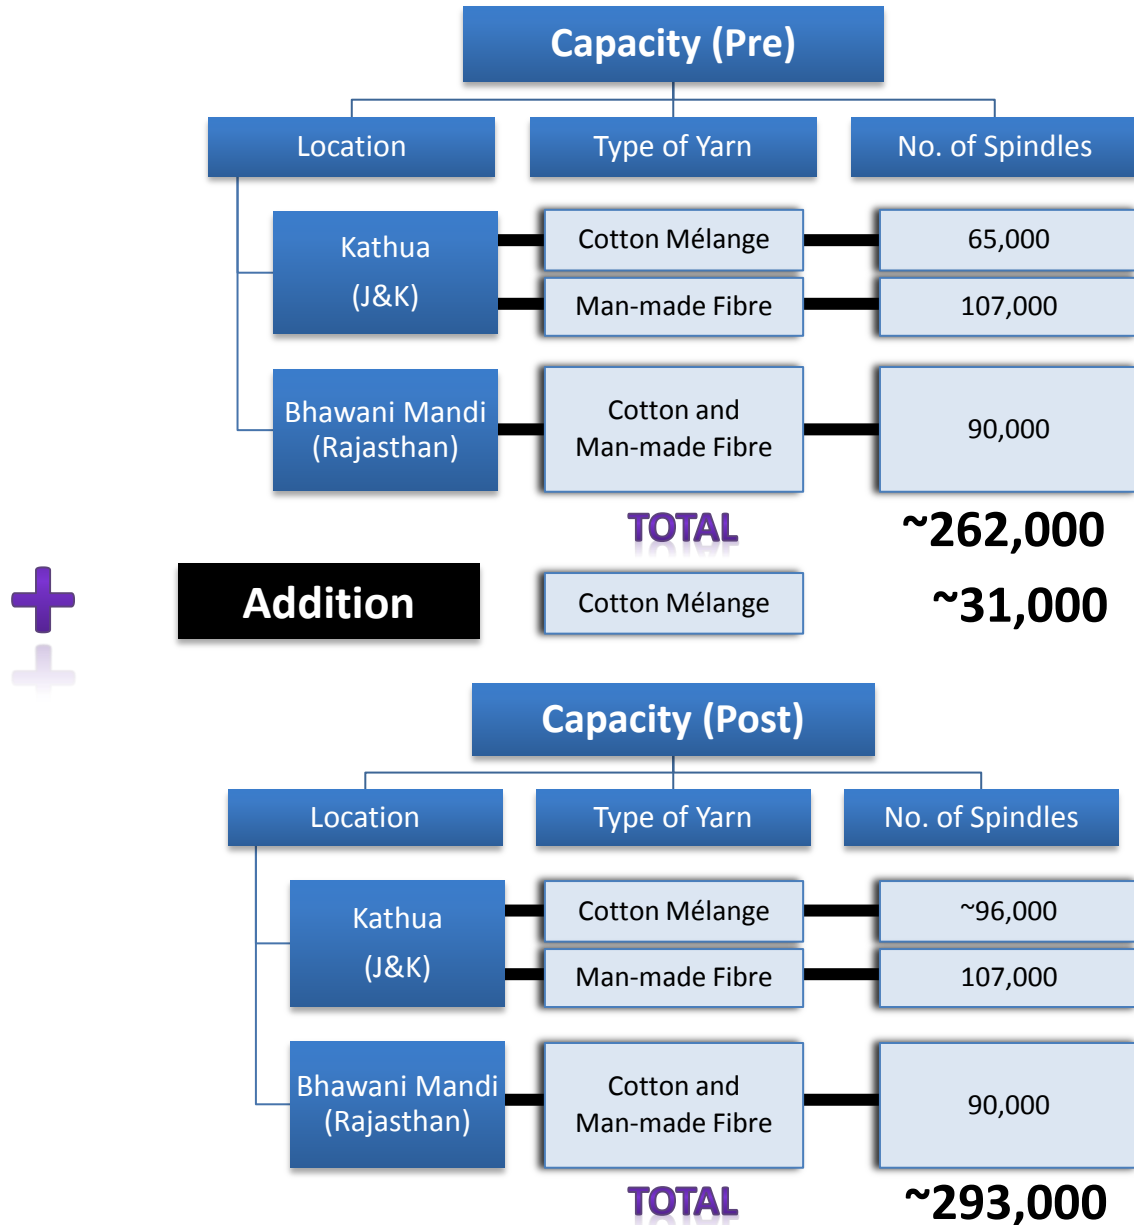 Capacity (Pre)
Location
Type of Yarn
No. of Spindles
Kathua
(J&K)
Cotton Mélange
65,000
Man-made Fibre
107,000
Bhawani Mandi
(Rajasthan)
Cotton and
Man-made Fibre
90,000
TOTAL
~262,000
Addition
Cotton Mélange
~31,000
Capacity (Post)
Location
Type of Yarn
No. of Spindles
Kathua
(J&K)
Cotton Mélange
~96,000
Man-made Fibre
107,000
Bhawani Mandi
(Rajasthan)
Cotton and
Man-made Fibre
90,000
TOTAL
~293,000